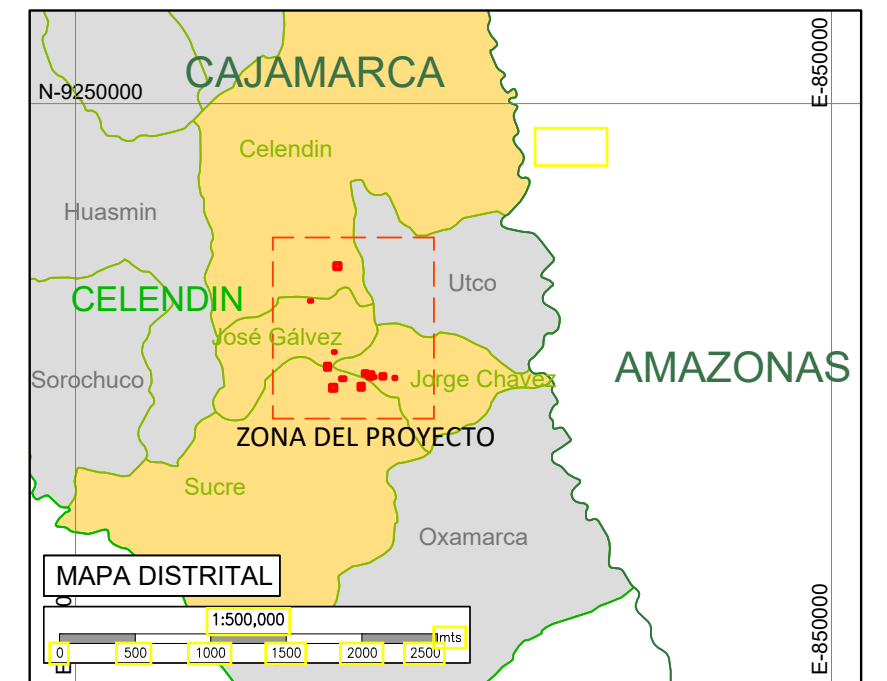 CAJAMARCA
E-850000
N-9250000
Celendin
Huasmin
Utco
CELENDIN
José Gálvez
AMAZONAS
Sorochuco
Jorge Chavez
ZONA DEL PROYECTO
Sucre
Oxamarca
MAPA DISTRITAL
E-850000
1:500,000
mts
0 500 1000 1500 2000 2500